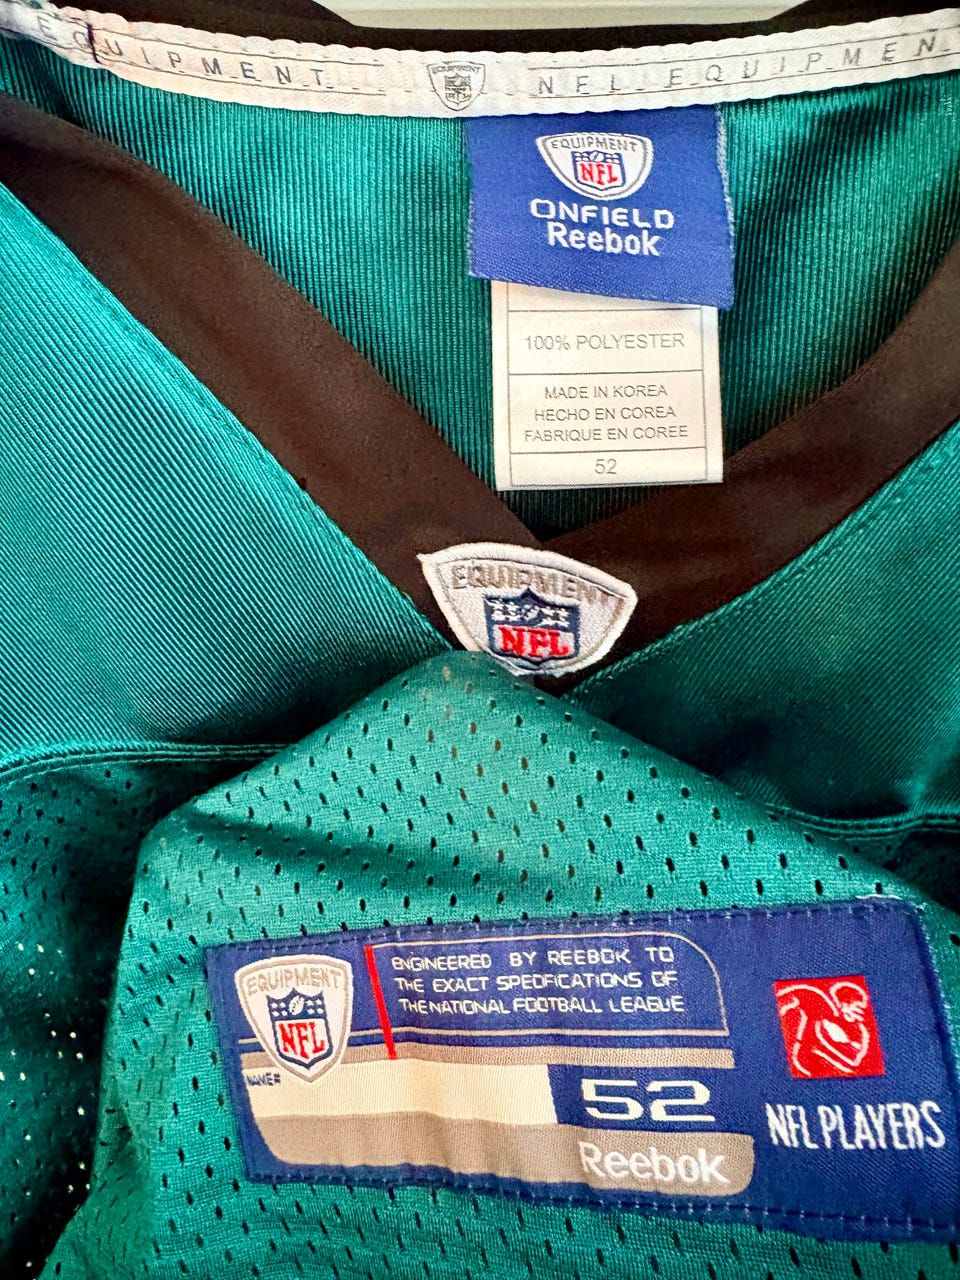 EQUIPMENT EQUIPMENT NFL EQUIPMEN
EQUIPMENT
NFL
ONFIELD
Reebok
100% POLYESTER
MADE IN KOREA
HECHO EN COREA
FABRIQUE EN COREE
52
EQUIPMENT
NFL
EQUIPMENT
NFL
ENGINEERED BY REEBOK TO
THE EXACT SPECIFICATIONS OF
THE NATIONAL FOOTBALL LEAGUE
NAME#
52
Reebok
NFL PLAYERS